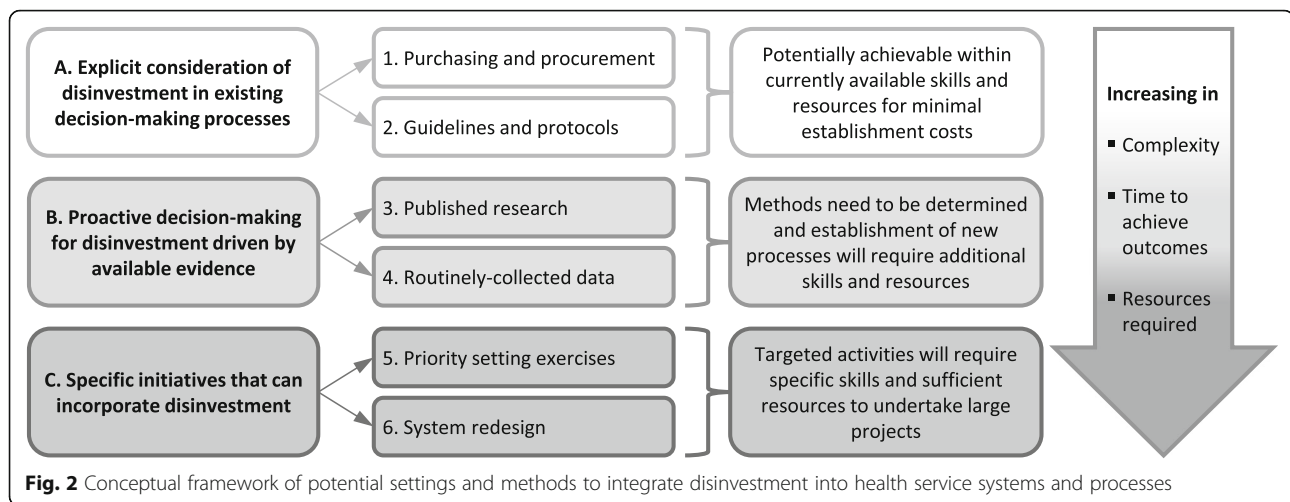 A. Explicit consideration of
disinvestment in existing
decision-making processes
1. Purchasing and procurement
2. Guidelines and protocols
Potentially achievable within
currently available skills and
resources for minimal
establishment costs
B. Proactive decision-making
for disinvestment driven by
available evidence
3. Published research
4. Routinely-collected data
Methods need to be determined
and establishment of new
processes will require additional
skills and resources
C. Specific initiatives that can
incorporate disinvestment
5. Priority setting exercises
6. System redesign
Targeted activities will require
specific skills and sufficient
resources to undertake large
projects
Increasing in
▪ Complexity
▪ Time to
achieve
outcomes
▪ Resources
required
Fig. 2 Conceptual framework of potential settings and methods to integrate disinvestment into health service systems and processes